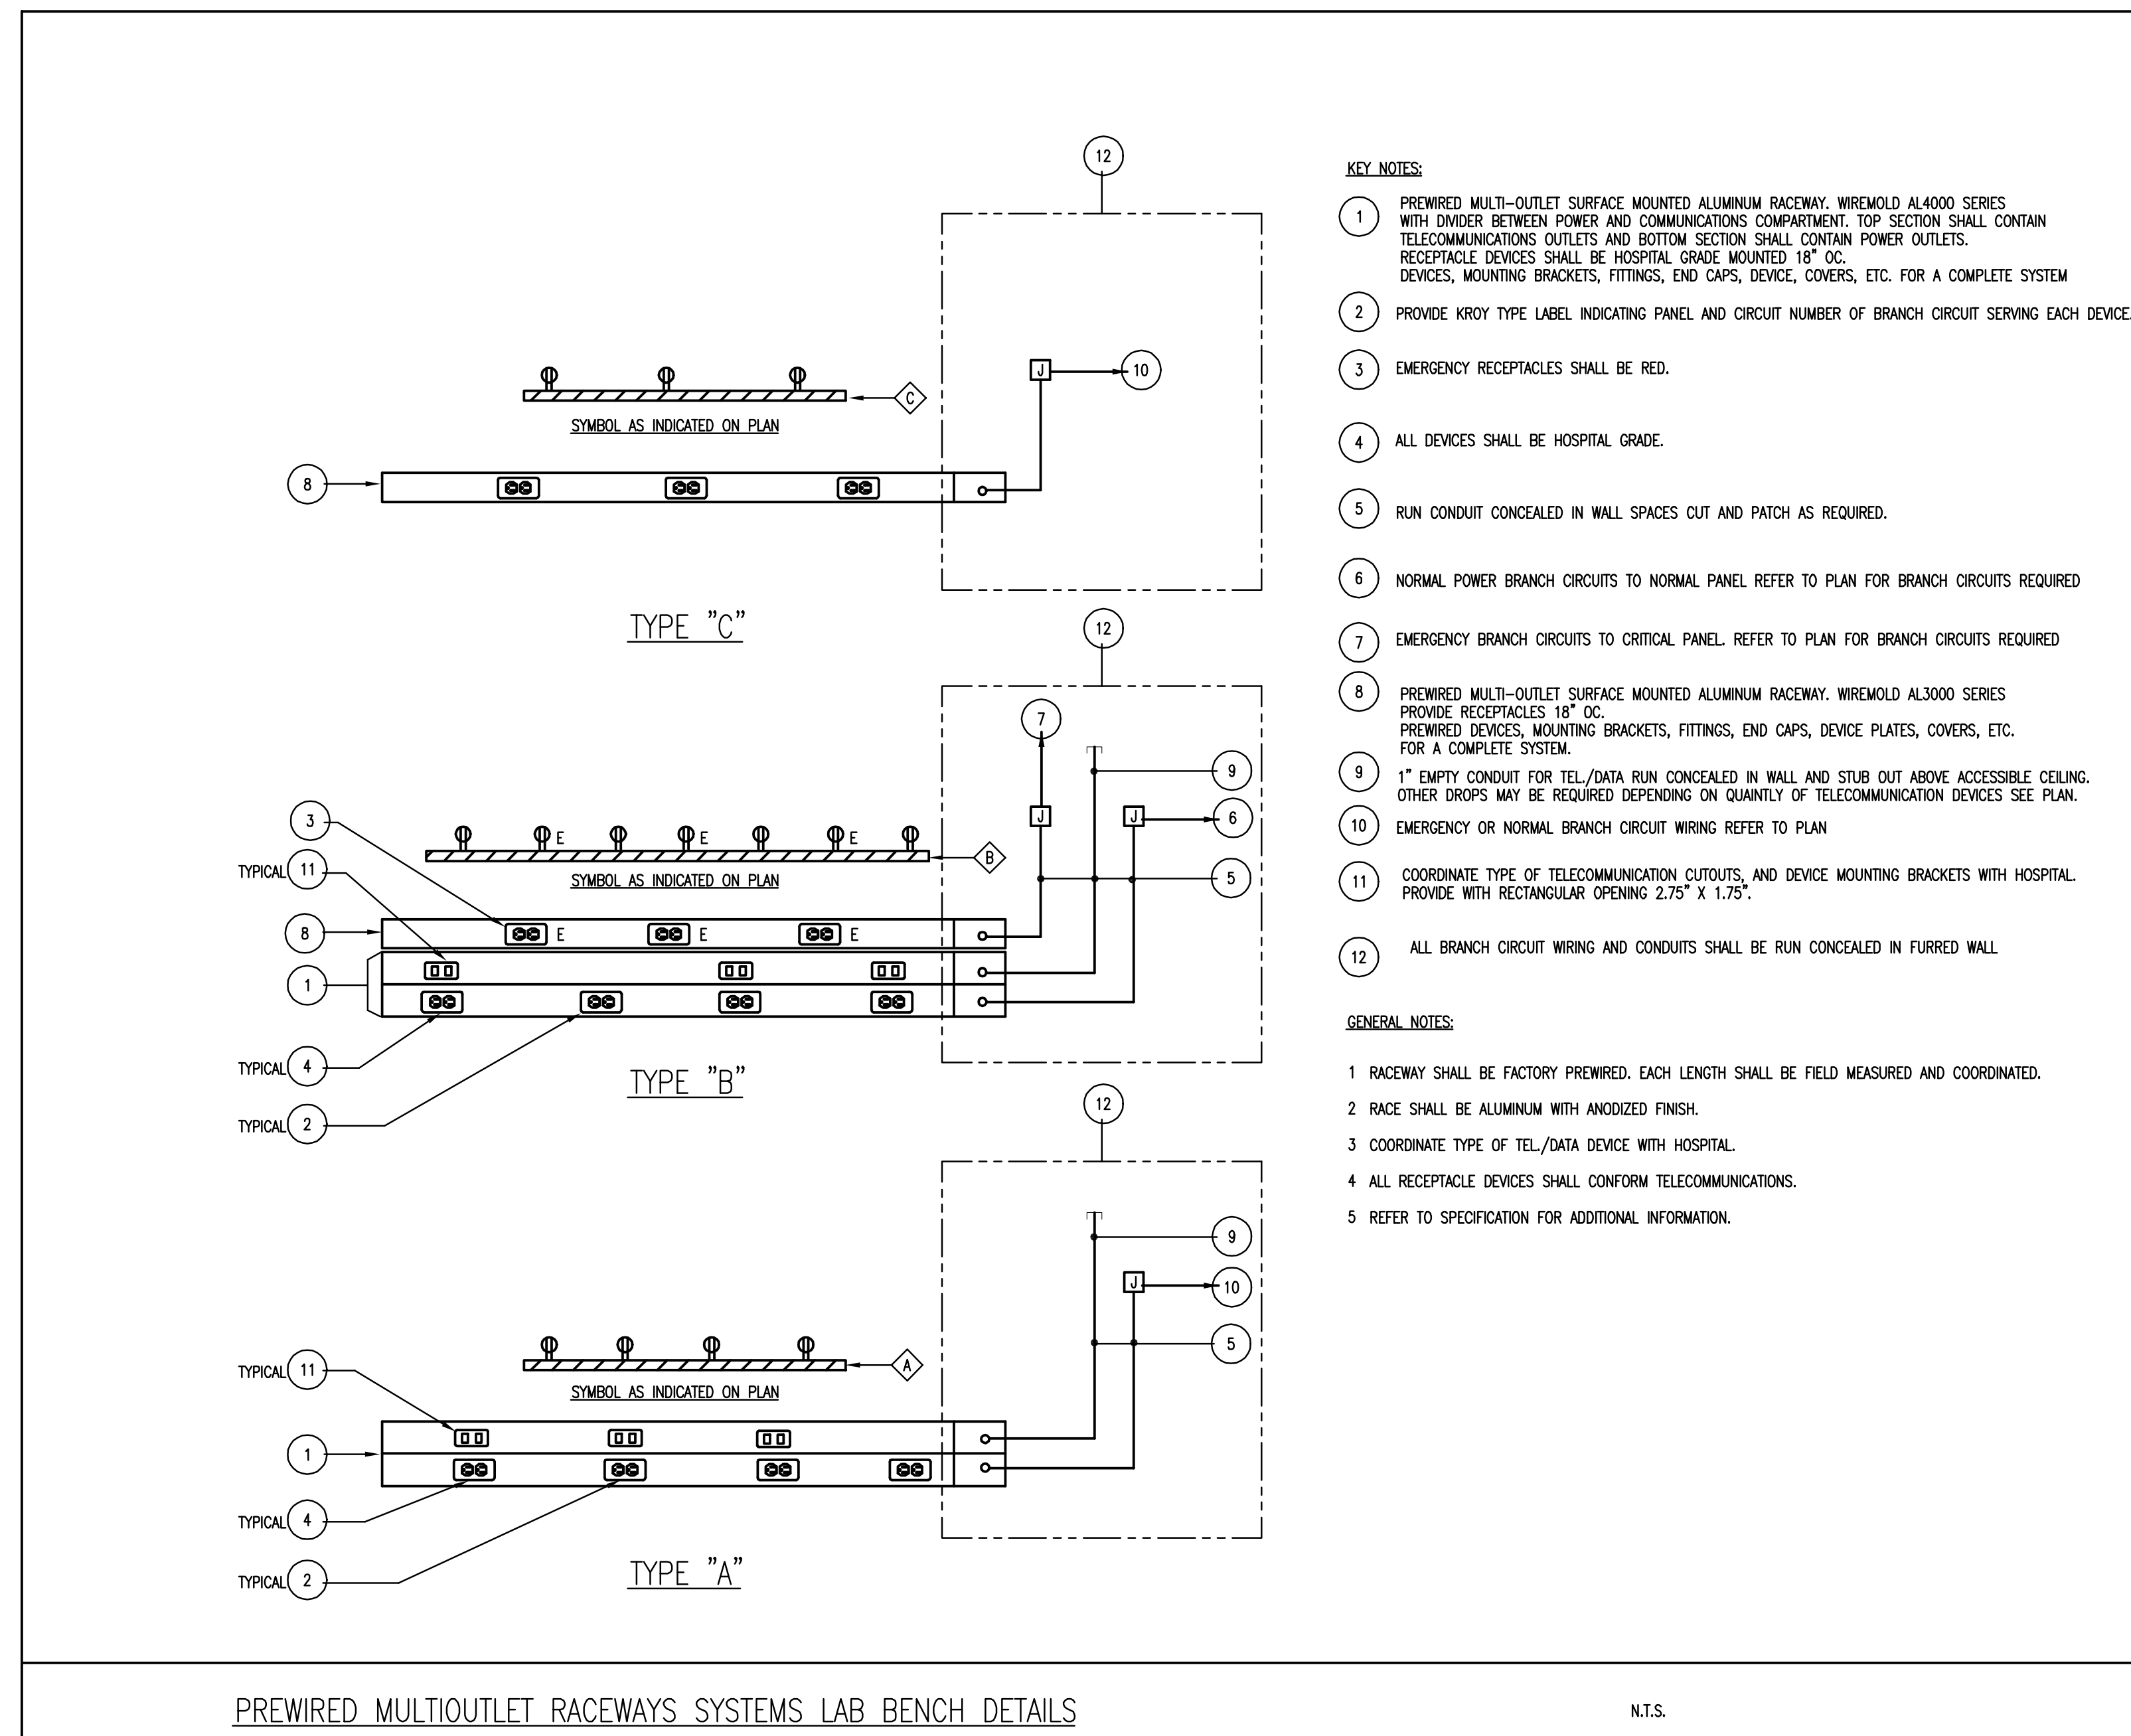 12
10
J
C
SYMBOL AS INDICATED ON PLAN
8
TYPE "C"
12
7
9
3
J
J
6
E
E
E
B
TYPICAL 11
SYMBOL AS INDICATED ON PLAN
5
8
E
E
E
1
TYPICAL 4
TYPE "B"
TYPICAL 2
12
9
J
10
5
A
TYPICAL 11
SYMBOL AS INDICATED ON PLAN
1
TYPICAL 4
TYPE "A"
TYPICAL 2
KEY NOTES:
1 PREWIRED MULTI-OUTLET SURFACE MOUNTED ALUMINUM RACEWAY. WIREMOLD AL4000 SERIES
WITH DIVIDER BETWEEN POWER AND COMMUNICATIONS COMPARTMENT. TOP SECTION SHALL CONTAIN
TELECOMMUNICATIONS OUTLETS AND BOTTOM SECTION SHALL CONTAIN POWER OUTLETS.
RECEPTACLE DEVICES SHALL BE HOSPITAL GRADE MOUNTED 18" OC.
DEVICES, MOUNTING BRACKETS, FITTINGS, END CAPS, DEVICE, COVERS, ETC. FOR A COMPLETE SYSTEM
2 PROVIDE KROY TYPE LABEL INDICATING PANEL AND CIRCUIT NUMBER OF BRANCH CIRCUIT SERVING EACH DEVICE.
3 EMERGENCY RECEPTACLES SHALL BE RED.
4 ALL DEVICES SHALL BE HOSPITAL GRADE.
5 RUN CONDUIT CONCEALED IN WALL SPACES CUT AND PATCH AS REQUIRED.
6 NORMAL POWER BRANCH CIRCUITS TO NORMAL PANEL REFER TO PLAN FOR BRANCH CIRCUITS REQUIRED
7 EMERGENCY BRANCH CIRCUITS TO CRITICAL PANEL. REFER TO PLAN FOR BRANCH CIRCUITS REQUIRED
8 PREWIRED MULTI-OUTLET SURFACE MOUNTED ALUMINUM RACEWAY. WIREMOLD AL3000 SERIES
PROVIDE RECEPTACLES 18" OC.
PREWIRED DEVICES, MOUNTING BRACKETS, FITTINGS, END CAPS, DEVICE PLATES, COVERS, ETC.
FOR A COMPLETE SYSTEM.
9 1" EMPTY CONDUIT FOR TEL./DATA RUN CONCEALED IN WALL AND STUB OUT ABOVE ACCESSIBLE CEILING.
OTHER DROPS MAY BE REQUIRED DEPENDING ON QUAINTLY OF TELECOMMUNICATION DEVICES SEE PLAN.
10 EMERGENCY OR NORMAL BRANCH CIRCUIT WIRING REFER TO PLAN
11 COORDINATE TYPE OF TELECOMMUNICATION CUTOUTS, AND DEVICE MOUNTING BRACKETS WITH HOSPITAL.
PROVIDE WITH RECTANGULAR OPENING 2.75" X 1.75".
12 ALL BRANCH CIRCUIT WIRING AND CONDUITS SHALL BE RUN CONCEALED IN FURRED WALL
GENERAL NOTES:
1 RACEWAY SHALL BE FACTORY PREWIRED. EACH LENGTH SHALL BE FIELD MEASURED AND COORDINATED.
2 RACE SHALL BE ALUMINUM WITH ANODIZED FINISH.
3 COORDINATE TYPE OF TEL./DATA DEVICE WITH HOSPITAL.
4 ALL RECEPTACLE DEVICES SHALL CONFORM TELECOMMUNICATIONS.
5 REFER TO SPECIFICATION FOR ADDITIONAL INFORMATION.
PREWIRED MULTIOUTLET RACEWAYS SYSTEMS LAB BENCH DETAILS
N.T.S.